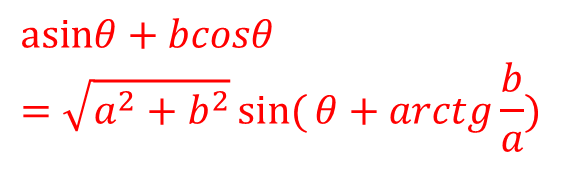 asinθ + bcosθ
= √(a² + b²) sin( θ + arctg b/a)